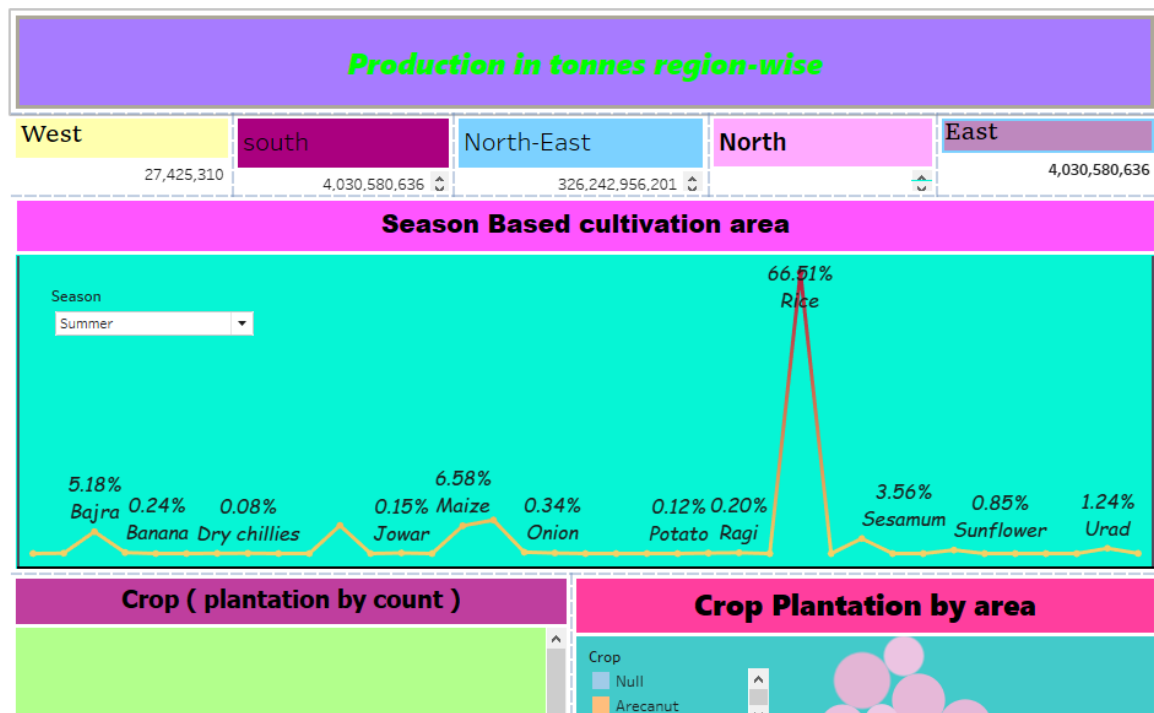 Production in tonnes region-wise
West
south
North-East
North
East
27,425,310
4,030,580,636
326,242,956,201
4,030,580,636
Season Based cultivation area
Season
Summer
66.51%
Rice
5.18%
Bajra
0.24%
Banana
0.08%
Dry chillies
0.15%
Jowar
6.58%
Maize
0.34%
Onion
0.12%
Potato
0.20%
Ragi
3.56%
Sesamum
0.85%
Sunflower
1.24%
Urad
Crop ( plantation by count )
Crop Plantation by area
Crop
Null
Arecanut